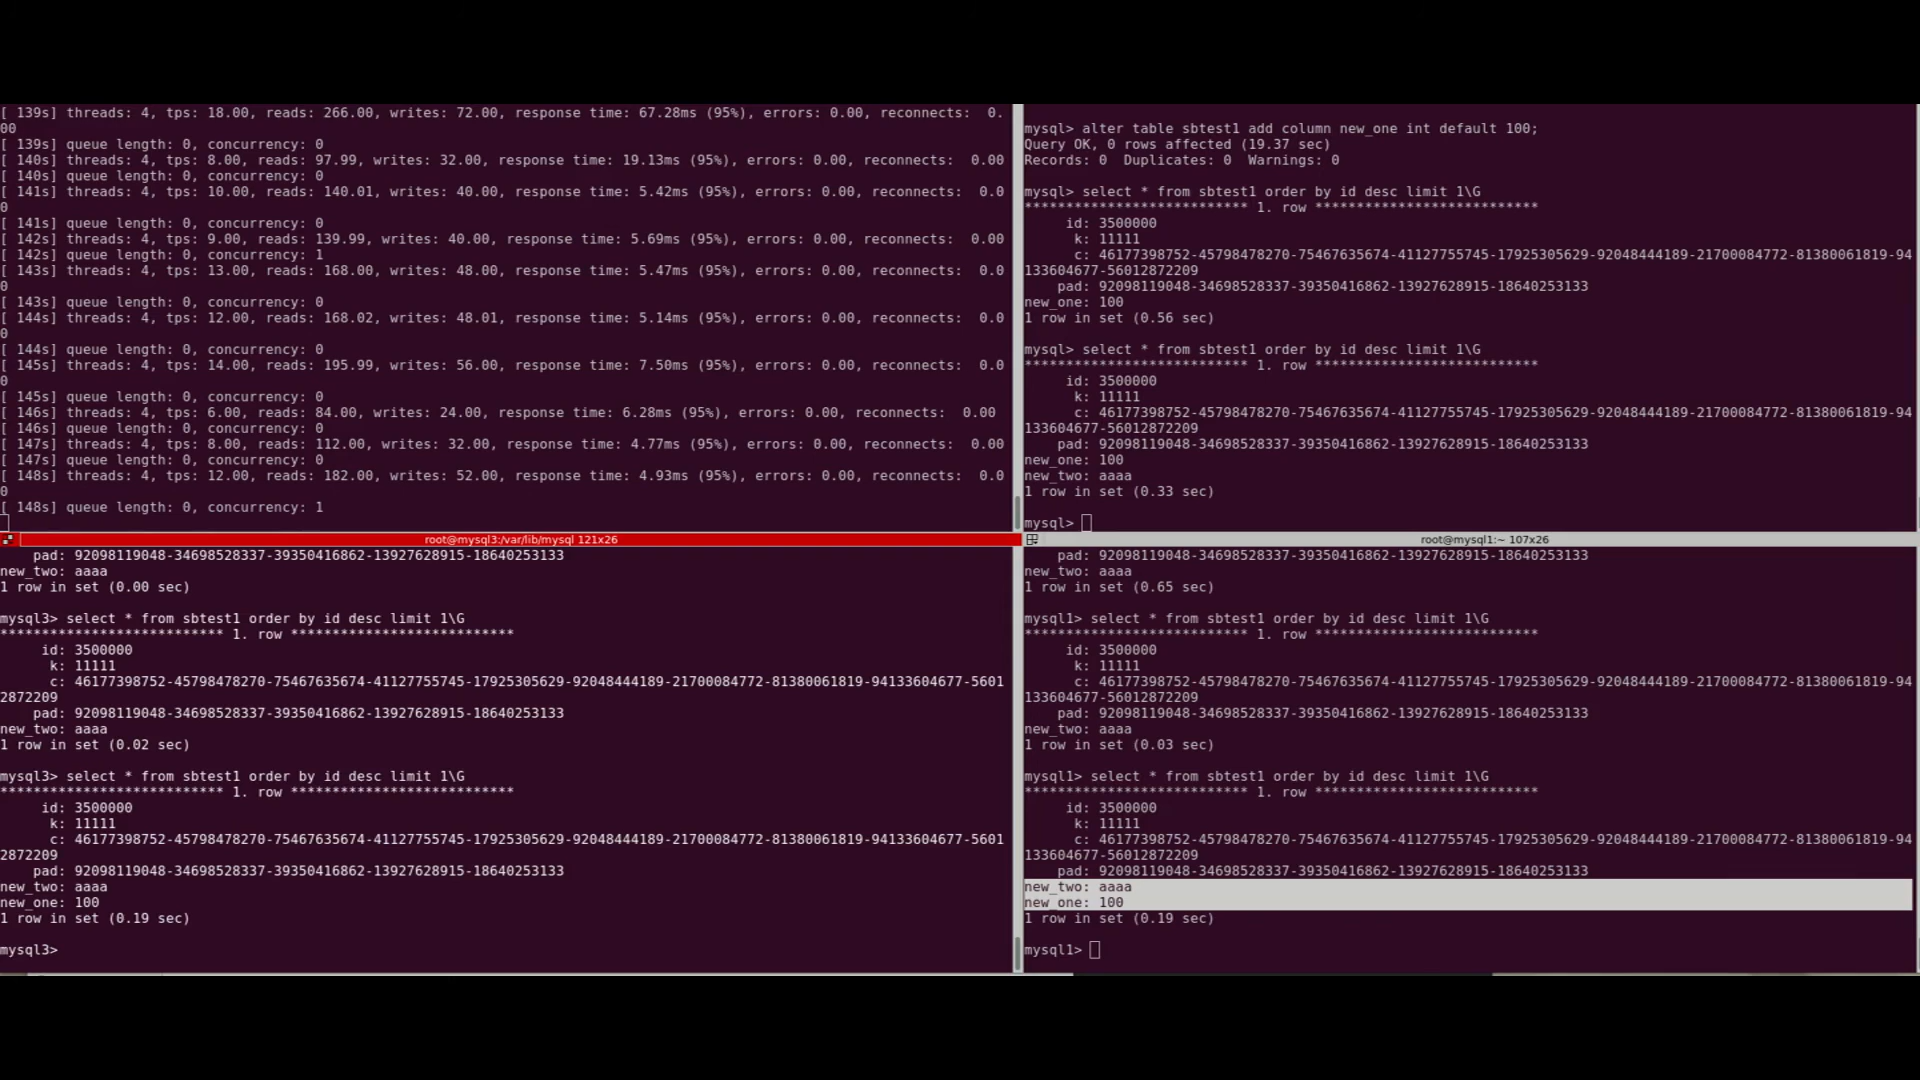 [ 139s] threads: 4, tps: 18.00, reads: 266.00, writes: 72.00, response time: 67.28ms (95%), errors: 0.00, reconnects:  0.
00
[ 139s] queue length: 0, concurrency: 0
[ 140s] threads: 4, tps: 8.00, reads: 97.99, writes: 32.00, response time: 19.13ms (95%), errors: 0.00, reconnects:  0.00
[ 140s] queue length: 0, concurrency: 0
[ 141s] threads: 4, tps: 10.00, reads: 140.01, writes: 40.00, response time: 5.42ms (95%), errors: 0.00, reconnects:  0.0
0
[ 141s] queue length: 0, concurrency: 0
[ 142s] threads: 4, tps: 9.00, reads: 139.99, writes: 40.00, response time: 5.69ms (95%), errors: 0.00, reconnects:  0.00
[ 142s] queue length: 0, concurrency: 1
[ 143s] threads: 4, tps: 13.00, reads: 168.00, writes: 48.00, response time: 5.47ms (95%), errors: 0.00, reconnects:  0.0
0
[ 143s] queue length: 0, concurrency: 0
[ 144s] threads: 4, tps: 12.00, reads: 168.02, writes: 48.01, response time: 5.14ms (95%), errors: 0.00, reconnects:  0.0
0
[ 144s] queue length: 0, concurrency: 0
[ 145s] threads: 4, tps: 14.00, reads: 195.99, writes: 56.00, response time: 7.50ms (95%), errors: 0.00, reconnects:  0.0
0
[ 145s] queue length: 0, concurrency: 0
[ 146s] threads: 4, tps: 6.00, reads: 84.00, writes: 24.00, response time: 6.28ms (95%), errors: 0.00, reconnects:  0.00
[ 146s] queue length: 0, concurrency: 0
[ 147s] threads: 4, tps: 8.00, reads: 112.00, writes: 32.00, response time: 4.77ms (95%), errors: 0.00, reconnects:  0.00
[ 147s] queue length: 0, concurrency: 0
[ 148s] threads: 4, tps: 12.00, reads: 182.00, writes: 52.00, response time: 4.93ms (95%), errors: 0.00, reconnects:  0.0
0
[ 148s] queue length: 0, concurrency: 1
mysql> alter table sbtest1 add column new_one int default 100;
Query OK, 0 rows affected (19.37 sec)
Records: 0  Duplicates: 0  Warnings: 0
mysql> select * from sbtest1 order by id desc limit 1\G
*************************** 1. row ***************************
id: 3500000
k: 11111
c: 46177398752-45798478270-75467635674-41127755745-17925305629-92048444189-21700084772-81380061819-94
133604677-56012872209
pad: 92098119048-34698528337-39350416862-13927628915-18640253133
new_one: 100
1 row in set (0.56 sec)
mysql> select * from sbtest1 order by id desc limit 1\G
*************************** 1. row ***************************
id: 3500000
k: 11111
c: 46177398752-45798478270-75467635674-41127755745-17925305629-92048444189-21700084772-81380061819-94
133604677-56012872209
pad: 92098119048-34698528337-39350416862-13927628915-18640253133
new_one: 100
new_two: aaaa
1 row in set (0.33 sec)
mysql>
root@mysql3:/var/lib/mysql 121x26
pad: 92098119048-34698528337-39350416862-13927628915-18640253133
new_two: aaaa
1 row in set (0.00 sec)
mysql3> select * from sbtest1 order by id desc limit 1\G
*************************** 1. row ***************************
id: 3500000
k: 11111
c: 46177398752-45798478270-75467635674-41127755745-17925305629-92048444189-21700084772-81380061819-94133604677-5601
2872209
pad: 92098119048-34698528337-39350416862-13927628915-18640253133
new_two: aaaa
1 row in set (0.02 sec)
mysql3> select * from sbtest1 order by id desc limit 1\G
*************************** 1. row ***************************
id: 3500000
k: 11111
c: 46177398752-45798478270-75467635674-41127755745-17925305629-92048444189-21700084772-81380061819-94133604677-5601
2872209
pad: 92098119048-34698528337-39350416862-13927628915-18640253133
new_two: aaaa
new_one: 100
1 row in set (0.19 sec)
mysql3>
root@mysql1:~ 107x26
pad: 92098119048-34698528337-39350416862-13927628915-18640253133
new_two: aaaa
1 row in set (0.65 sec)
mysql1> select * from sbtest1 order by id desc limit 1\G
*************************** 1. row ***************************
id: 3500000
k: 11111
c: 46177398752-45798478270-75467635674-41127755745-17925305629-92048444189-21700084772-81380061819-94
133604677-56012872209
pad: 92098119048-34698528337-39350416862-13927628915-18640253133
new_two: aaaa
1 row in set (0.03 sec)
mysql1> select * from sbtest1 order by id desc limit 1\G
*************************** 1. row ***************************
id: 3500000
k: 11111
c: 46177398752-45798478270-75467635674-41127755745-17925305629-92048444189-21700084772-81380061819-94
133604677-56012872209
pad: 92098119048-34698528337-39350416862-13927628915-18640253133
new_two: aaaa
new_one: 100
1 row in set (0.19 sec)
mysql1>